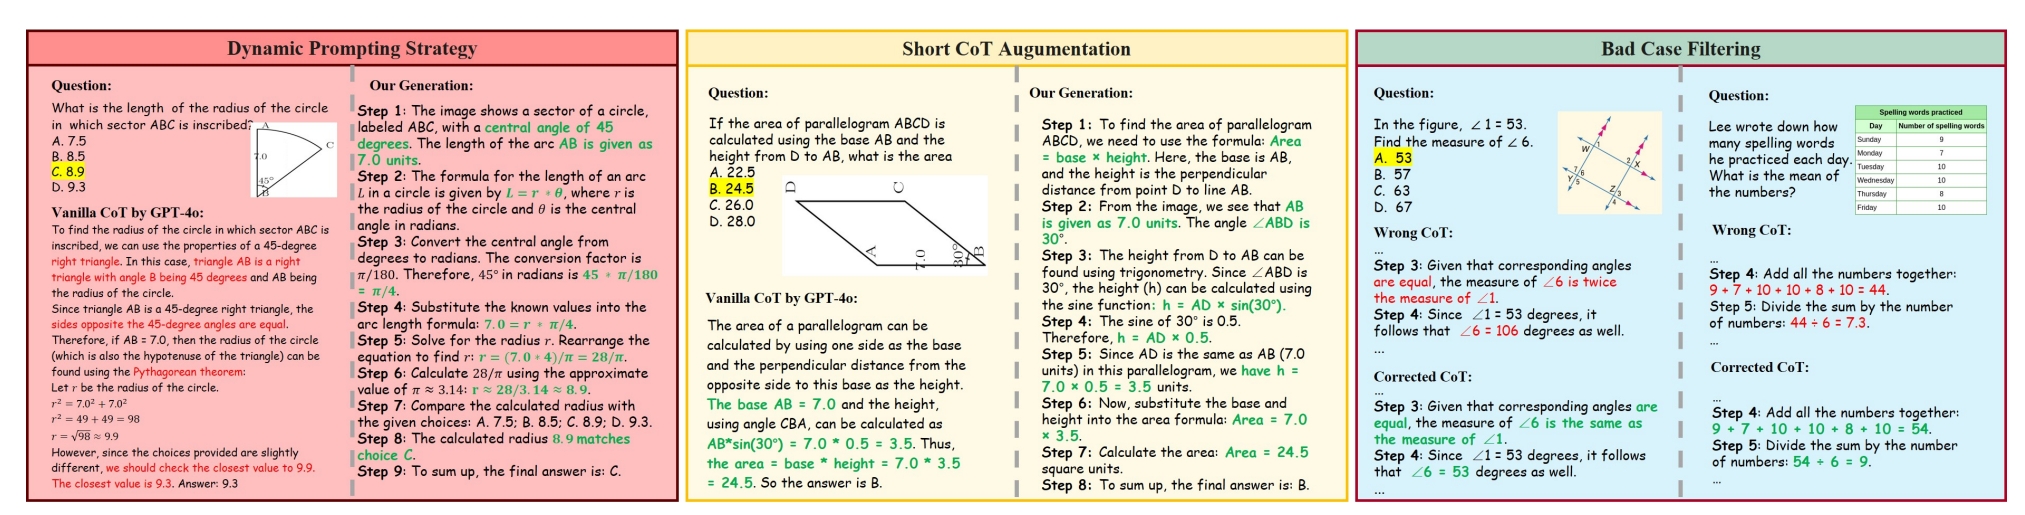 Dynamic Prompting Strategy
Question:
What is the length of the radius of the circle
in which sector ABC is inscribed?
A. 7.5
B. 8.5
C. 8.9
D. 9.3
A
C
7.0
45°
B
Vanilla CoT by GPT-4o:
To find the radius of the circle in which sector ABC is
inscribed, we can use the properties of a 45-degree
right triangle. In this case, triangle AB is a right
triangle with angle B being 45 degrees and AB being
the radius of the circle.
Since triangle AB is a 45-degree right triangle, the
sides opposite the 45-degree angles are equal.
Therefore, if AB = 7.0, then the radius of the circle
(which is also the hypotenuse of the triangle) can be
found using the Pythagorean theorem:
Let r be the radius of the circle.
r² = 7.0² + 7.0²
r² = 49 + 49 = 98
r = √98 ≈ 9.9
However, since the choices provided are slightly
different, we should check the closest value to 9.9.
The closest value is 9.3. Answer: 9.3
Our Generation:
Step 1: The image shows a sector of a circle,
labeled ABC, with a central angle of 45
degrees. The length of the arc AB is given as
7.0 units.
Step 2: The formula for the length of an arc
L in a circle is given by L = r * θ, where r is
the radius of the circle and θ is the central
angle in radians.
Step 3: Convert the central angle from
degrees to radians. The conversion factor is
π/180. Therefore, 45° in radians is 45 * π/180
= π/4.
Step 4: Substitute the known values into the
arc length formula: 7.0 = r * π/4.
Step 5: Solve for the radius r. Rearrange the
equation to find r: r = (7.0 * 4)/π = 28/π.
Step 6: Calculate 28/π using the approximate
value of π ≈ 3.14: r ≈ 28/3.14 ≈ 8.9.
Step 7: Compare the calculated radius with
the given choices: A. 7.5; B. 8.5; C. 8.9; D. 9.3.
Step 8: The calculated radius 8.9 matches
choice C.
Step 9: To sum up, the final answer is: C.
Short CoT Augumentation
Question:
If the area of parallelogram ABCD is
calculated using the base AB and the
height from D to AB, what is the area
A. 22.5
B. 24.5
C. 26.0
D. 28.0
D
C
A
7.0
30°
B
Vanilla CoT by GPT-4o:
The area of a parallelogram can be
calculated by using one side as the base
and the perpendicular distance from the
opposite side to this base as the height.
The base AB = 7.0 and the height,
using angle CBA, can be calculated as
AB*sin(30°) = 7.0 * 0.5 = 3.5. Thus,
the area = base * height = 7.0 * 3.5
= 24.5. So the answer is B.
Our Generation:
Step 1: To find the area of parallelogram
ABCD, we need to use the formula: Area
= base × height. Here, the base is AB,
and the height is the perpendicular
distance from point D to line AB.
Step 2: From the image, we see that AB
is given as 7.0 units. The angle ∠ABD is
30°.
Step 3: The height from D to AB can be
found using trigonometry. Since ∠ABD is
30°, the height (h) can be calculated using
the sine function: h = AD × sin(30°).
Step 4: The sine of 30° is 0.5.
Therefore, h = AD × 0.5.
Step 5: Since AD is the same as AB (7.0
units) in this parallelogram, we have h =
7.0 × 0.5 = 3.5 units.
Step 6: Now, substitute the base and
height into the area formula: Area = 7.0
× 3.5.
Step 7: Calculate the area: Area = 24.5
square units.
Step 8: To sum up, the final answer is: B.
Bad Case Filtering
Question:
In the figure, ∠1 = 53.
Find the measure of ∠6.
A. 53
B. 57
C. 63
D. 67
W
1
2
X
7
6
Y
5
Z
3
4
Wrong CoT:
...
Step 3: Given that corresponding angles
are equal, the measure of ∠6 is twice
the measure of ∠1.
Step 4: Since ∠1 = 53 degrees, it
follows that ∠6 = 106 degrees as well.
...
Corrected CoT:
...
Step 3: Given that corresponding angles are
equal, the measure of ∠6 is the same as
the measure of ∠1.
Step 4: Since ∠1 = 53 degrees, it follows
that ∠6 = 53 degrees as well.
...
Question:
Lee wrote down how
many spelling words
he practiced each day.
What is the mean of
the numbers?
Spelling words practiced
Day Number of spelling words
Sunday 9
Monday 7
Tuesday 10
Wednesday 10
Thursday 8
Friday 10
Wrong CoT:
...
Step 4: Add all the numbers together:
9 + 7 + 10 + 10 + 8 + 10 = 44.
Step 5: Divide the sum by the number
of numbers: 44 ÷ 6 = 7.3.
...
Corrected CoT:
...
Step 4: Add all the numbers together:
9 + 7 + 10 + 10 + 8 + 10 = 54.
Step 5: Divide the sum by the number
of numbers: 54 ÷ 6 = 9.
...